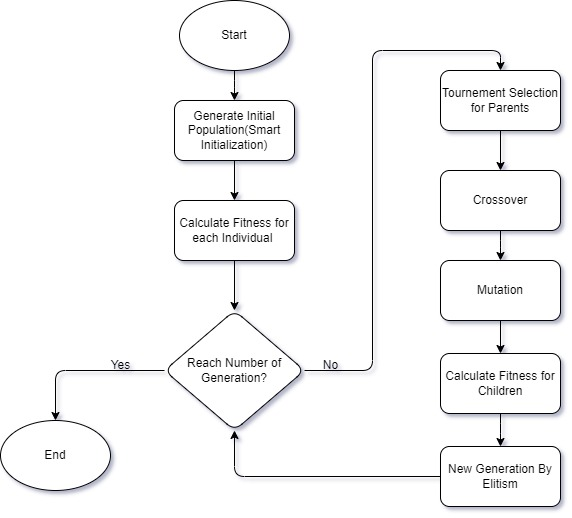 Start
Generate Initial
Population(Smart
Initialization)
Calculate Fitness for
each Individual
Reach Number of
Generation?
Yes
No
End
Tournement Selection
for Parents
Crossover
Mutation
Calculate Fitness for
Children
New Generation By
Elitism